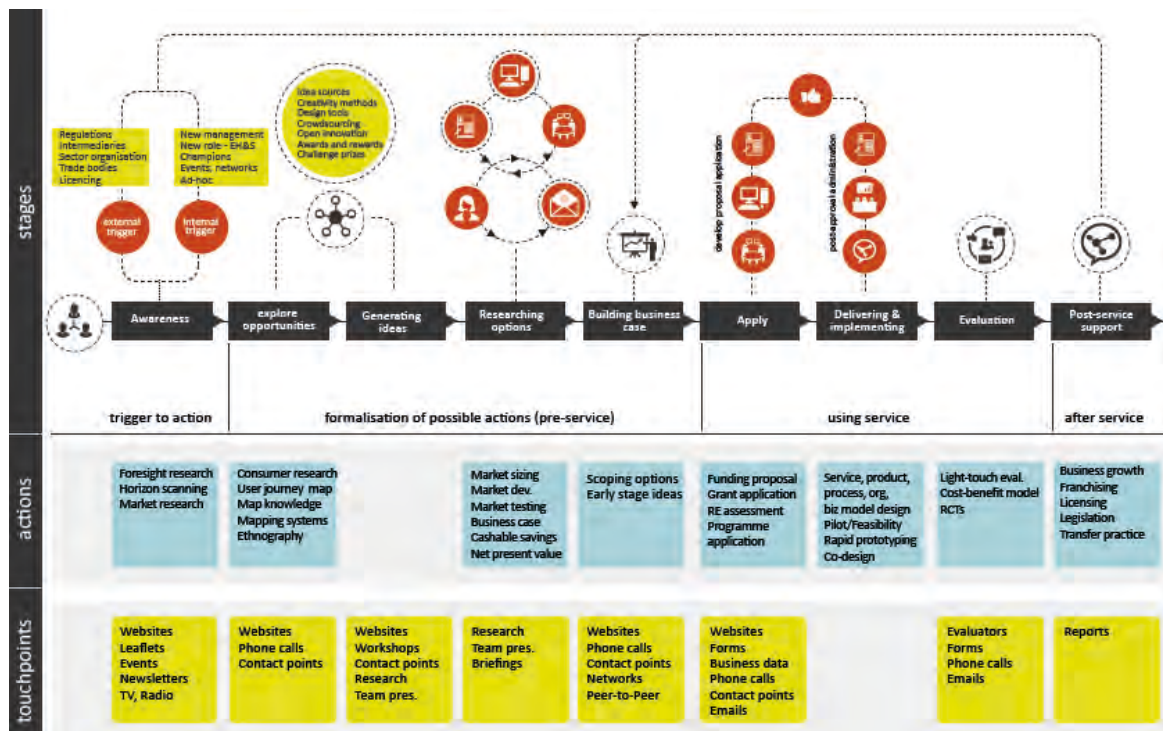 stages
Regulations
Intermediaries
Sector organisation
Trade bodies
Licencing
New management
New role - EH&S
Champions
Events, networks
Ad-hoc
external
trigger
internal
trigger
Idea sources
Creativity methods
Design tools
Crowdsourcing
Open innovation
Awards and rewards
Challenge prizes
develop proposal application
post-approval administration
Awareness
explore
opportunities
Generating
ideas
Researching
options
Building business
case
Apply
Delivering &
implementing
Evaluation
Post-service
support
trigger to action
formalisation of possible actions (pre-service)
using service
after service
actions
Foresight research
Horizon scanning
Market research
Consumer research
User journey map
Map knowledge
Mapping systems
Ethnography
Market sizing
Market dev.
Market testing
Business case
Cashable savings
Net present value
Scoping options
Early stage ideas
Funding proposal
Grant application
RE assessment
Programme
application
Service, product,
process, org,
biz model design
Pilot/Feasibility
Rapid prototyping
Co-design
Light-touch eval.
Cost-benefit model
RCTs
Business growth
Franchising
Licensing
Legislation
Transfer practice
touchpoints
Websites
Leaflets
Events
Newsletters
TV, Radio
Websites
Phone calls
Contact points
Websites
Workshops
Contact points
Research
Team pres.
Research
Team pres.
Briefings
Websites
Phone calls
Contact points
Networks
Peer-to-Peer
Websites
Forms
Business data
Phone calls
Contact points
Emails
Evaluators
Forms
Phone calls
Emails
Reports